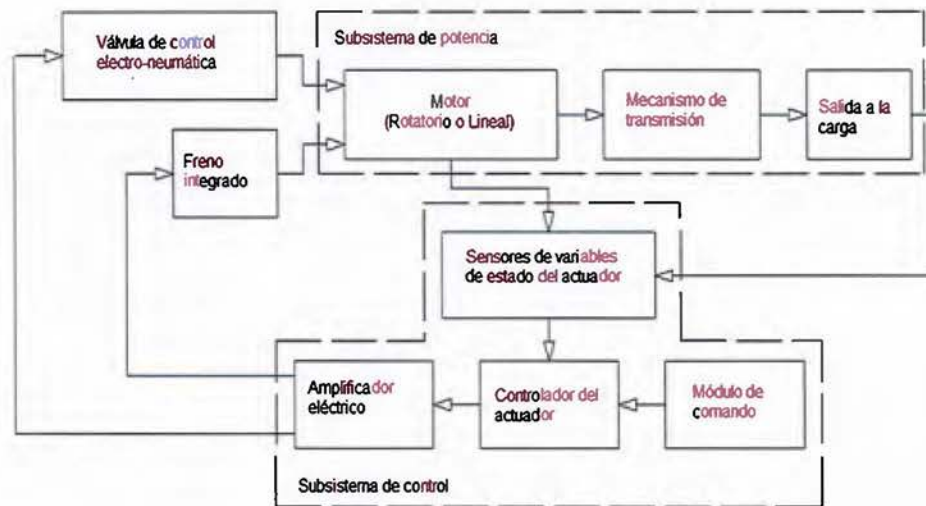 Válvula de control
electro-neumática
Subsistema de potencia
Motor
(Rotatorio o Lineal)
Mecanismo de
transmisión
Salida a la
carga
Freno
integrado
Sensores de variables
de estado del actuador
Amplificador
eléctrico
Controlador del
actuador
Módulo de
comando
Subsistema de control